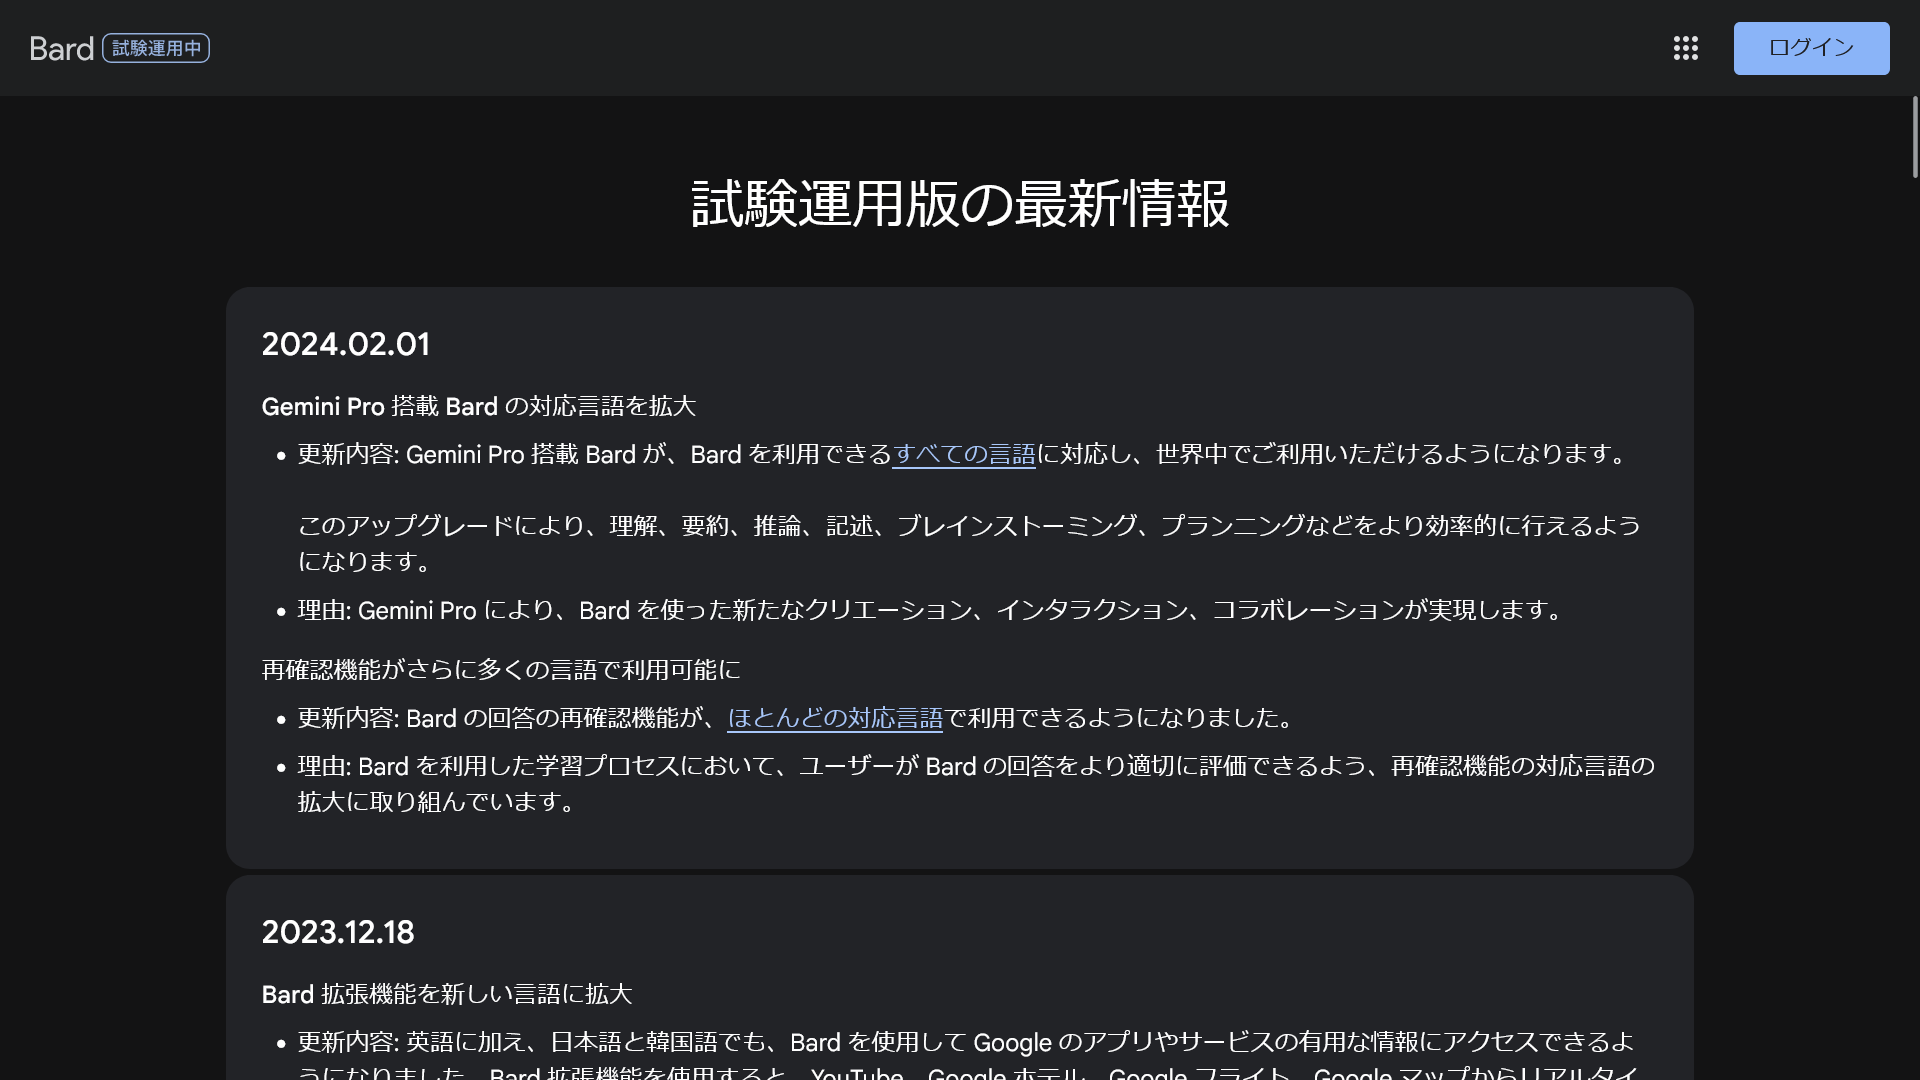 Bard 試験運用中
ログイン
試験運用版の最新情報
2024.02.01
Gemini Pro 搭載 Bard の対応言語を拡大
• 更新内容: Gemini Pro 搭載 Bard が、Bard を利用できるすべての言語に対応し、世界中でご利用いただけるようになります。
このアップグレードにより、理解、要約、推論、記述、ブレインストーミング、プランニングなどをより効率的に行えるよう
になります。
• 理由: Gemini Pro により、Bard を使った新たなクリエーション、インタラクション、コラボレーションが実現します。
再確認機能がさらに多くの言語で利用可能に
• 更新内容: Bard の回答の再確認機能が、ほとんどの対応言語で利用できるようになりました。
• 理由: Bard を利用した学習プロセスにおいて、ユーザーが Bard の回答をより適切に評価できるよう、再確認機能の対応言語の
拡大に取り組んでいます。
2023.12.18
Bard 拡張機能を新しい言語に拡大
• 更新内容: 英語に加え、日本語と韓国語でも、Bard を使用して Google のアプリやサービスの有用な情報にアクセスできるよ
うになりました。Bard 拡張機能を使用すると、YouTube、Google ホテル、Google フライト、Google マップからリアルタイ